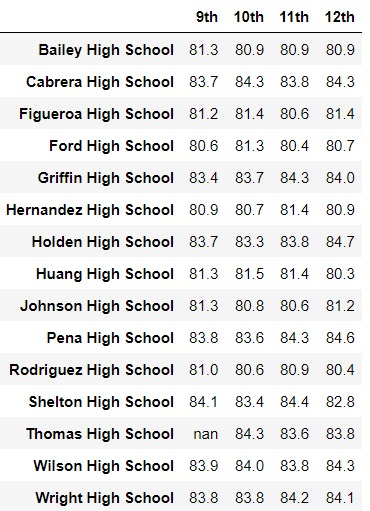 9th 10th 11th 12th
Bailey High School 81.3 80.9 80.9 80.9
Cabrera High School 83.7 84.3 83.8 84.3
Figueroa High School 81.2 81.4 80.6 81.4
Ford High School 80.6 81.3 80.4 80.7
Griffin High School 83.4 83.7 84.3 84.0
Hernandez High School 80.9 80.7 81.4 80.9
Holden High School 83.7 83.3 83.8 84.7
Huang High School 81.3 81.5 81.4 80.3
Johnson High School 81.3 80.8 80.6 81.2
Pena High School 83.8 83.6 84.3 84.6
Rodriguez High School 81.0 80.6 80.9 80.4
Shelton High School 84.1 83.4 84.4 82.8
Thomas High School nan 84.3 83.6 83.8
Wilson High School 83.9 84.0 83.8 84.3
Wright High School 83.8 83.8 84.2 84.1